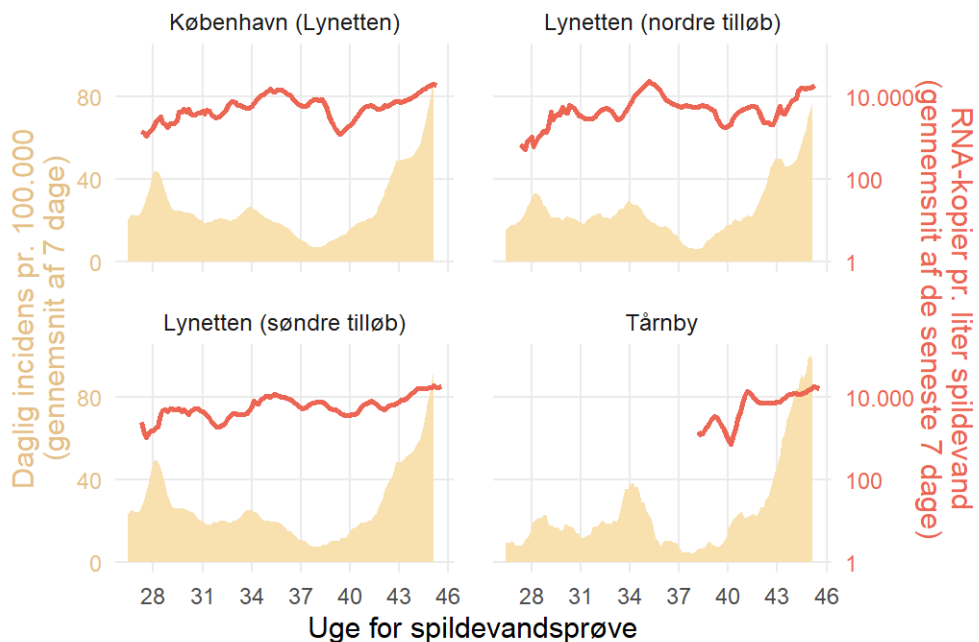 København (Lynetten)
Lynetten (nordre tilløb)
80
40
0
10.000
100
1
Lynetten (søndre tilløb)
Tårnby
80
40
0
10.000
100
1
28 31 34 37 40 43 46
28 31 34 37 40 43 46
Uge for spildevandsprøve
Daglig incidens pr. 100.000
(gennemsnit af 7 dage)
RNA-kopier pr. liter spildevand
(gennemsnit af de seneste 7 dage)